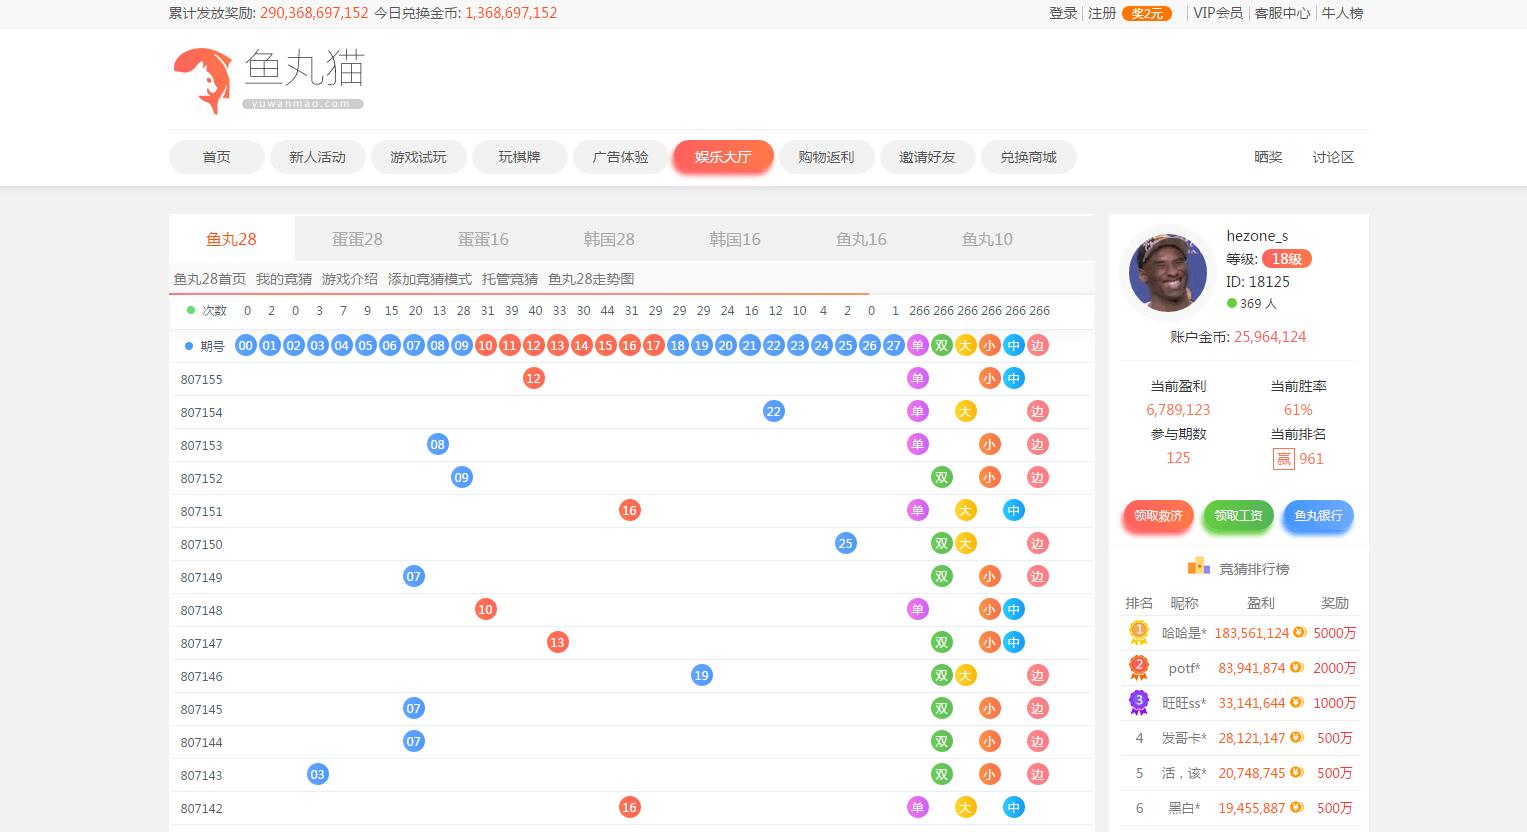 累计发放奖励: 290,368,697,152 今日兑换金币: 1,368,697,152 登录 注册 奖2元 VIP会员 客服中心 牛人榜
鱼丸猫
yuwanmao.com
首页 新人活动 游戏试玩 玩棋牌 广告体验 娱乐大厅 购物返利 邀请好友 兑换商城 晒奖 讨论区
鱼丸28 蛋蛋28 蛋蛋16 韩国28 韩国16 鱼丸16 鱼丸10
鱼丸28首页 我的竞猜 游戏介绍 添加竞猜模式 托管竞猜 鱼丸28走势图
次数 0 2 0 3 7 9 15 20 13 28 31 39 40 33 30 44 31 29 29 29 24 16 12 10 4 2 0 1 266 266 266 266 266 266
期号 00 01 02 03 04 05 06 07 08 09 10 11 12 13 14 15 16 17 18 19 20 21 22 23 24 25 26 27 单 双 大 小 中 边
807155 12 单 小 中
807154 22 单 大 边
807153 08 单 小 边
807152 09 双 小 边
807151 16 单 大 中
807150 25 双 大 边
807149 07 双 小 边
807148 10 单 小 中
807147 13 双 小 中
807146 19 双 大 边
807145 07 双 小 边
807144 07 双 小 边
807143 03 双 小 边
807142 16 单 大 中
hezone_s
等级: 18级
ID: 18125
369 人
账户金币: 25,964,124
当前盈利 当前胜率
6,789,123 61%
参与期数 当前排名
125 赢 961
领取救济 领取工资 鱼丸银行
竞猜排行榜
排名 昵称 盈利 奖励
1 哈哈是* 183,561,124 5000万
2 potf* 83,941,874 2000万
3 旺旺ss* 33,141,644 1000万
4 发哥卡* 28,121,147 500万
5 活，该* 20,748,745 500万
6 黑白* 19,455,887 500万